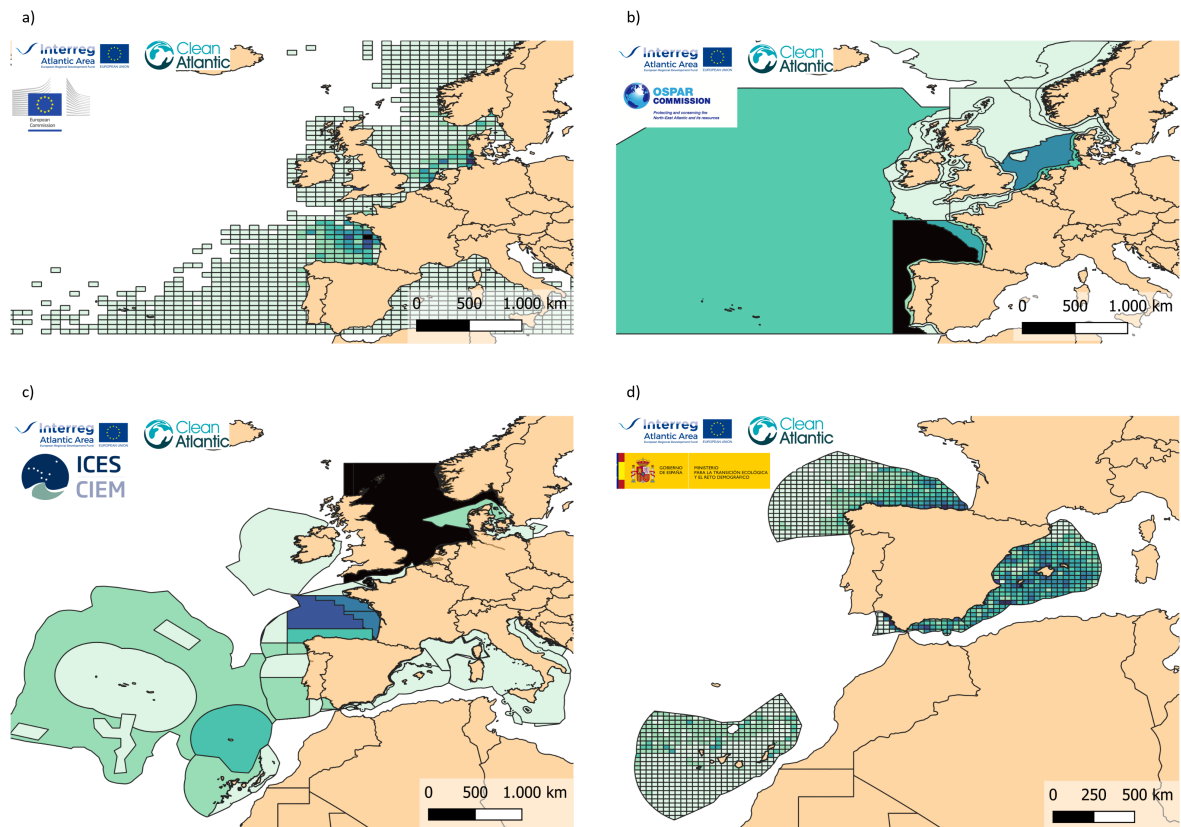 a)
Interreg
Atlantic Area
European Regional Development Fund
EUROPEAN UNION
Clean
Atlantic
European
Commission
0 500 1.000 km
b)
Interreg
Atlantic Area
European Regional Development Fund
EUROPEAN UNION
Clean
Atlantic
OSPAR
COMMISSION
Protecting and conserving the
North-East Atlantic and its resources
0 500 1.000 km
c)
Interreg
Atlantic Area
European Regional Development Fund
EUROPEAN UNION
Clean
Atlantic
ICES
CIEM
0 500 1.000 km
d)
Interreg
Atlantic Area
European Regional Development Fund
EUROPEAN UNION
Clean
Atlantic
GOBIERNO
DE ESPAÑA
MINISTERIO
PARA LA TRANSICIÓN ECOLÓGICA
Y EL RETO DEMOGRÁFICO
0 250 500 km